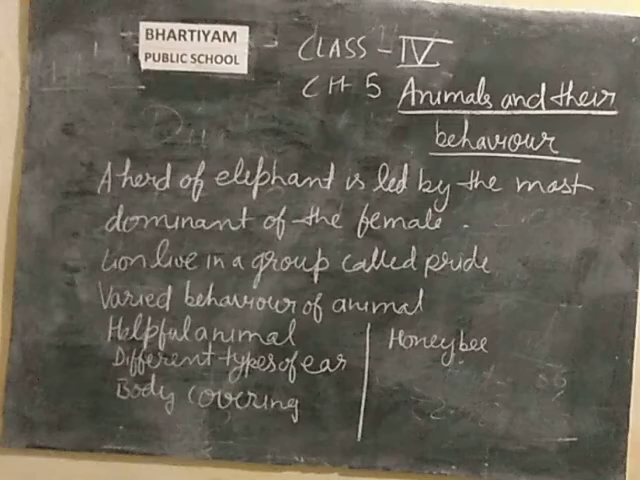 BHARTIYAM
PUBLIC SCHOOL
CLASS - IV
CH 5 Animals and their
behaviour
A herd of elephant is led by the most
dominant of the female.
Lion live in a group called pride
Varied behaviour of animal
Helpful animal
Different types of ear
Body covering
Honeybee